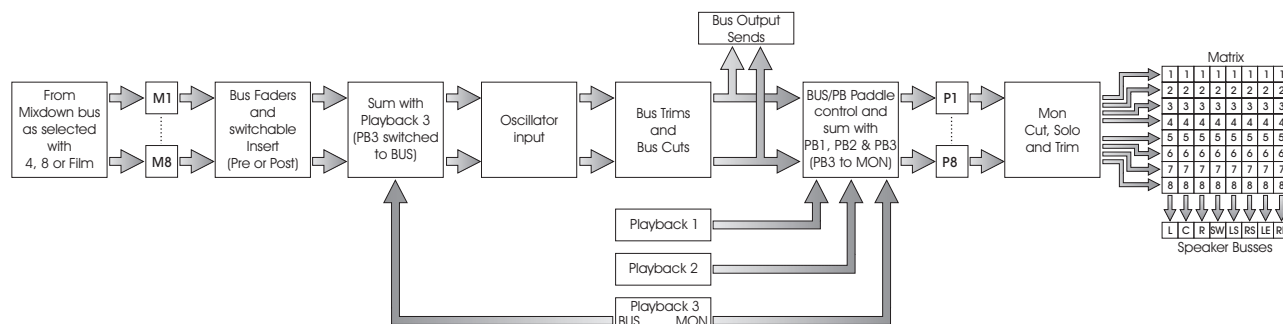 Bus Output
Sends
From
Mixdown bus
as selected
with
4, 8 or Film
M1
M8
Bus Faders
and
switchable
Insert
(Pre or Post)
Sum with
Playback 3
(PB3 switched
to BUS)
Oscillator
input
Bus Trims
and
Bus Cuts
BUS/PB Paddle
control and
sum with
PB1, PB2 & PB3
(PB3 to MON)
P1
P8
Mon
Cut, Solo
and Trim
Matrix
1 1 1 1 1 1 1 1
2 2 2 2 2 2 2 2
3 3 3 3 3 3 3 3
4 4 4 4 4 4 4 4
5 5 5 5 5 5 5 5
6 6 6 6 6 6 6 6
7 7 7 7 7 7 7 7
8 8 8 8 8 8 8 8
L C R SW LS RS LE
Speaker Busses
Playback 1
Playback 2
Playback 3
BUS MON